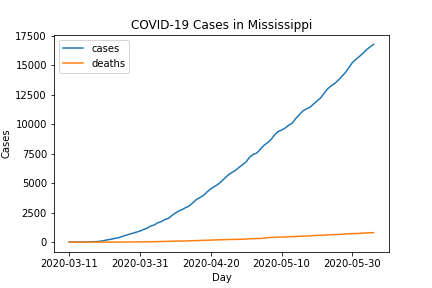 COVID-19 Cases in Mississippi
17500
15000
12500
10000
7500
5000
2500
0
Cases
cases
deaths
2020-03-11 2020-03-31 2020-04-20 2020-05-10 2020-05-30
Day